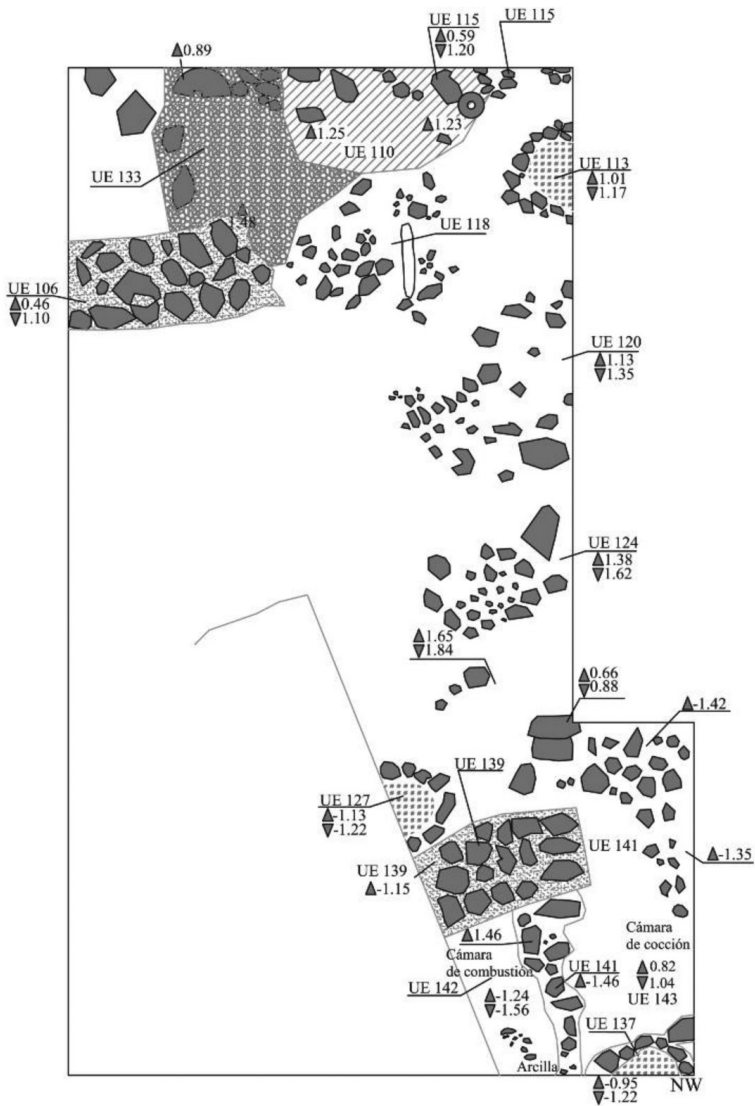 UE 115
▲0.59
▼1.20
UE 115
▲0.89
▲1.25
▲1.23
UE 110
UE 133
UE 113
▲1.01
▼1.17
1.48
UE 118
UE 106
▲0.46
▼1.10
UE 120
▲1.13
▼1.35
UE 124
▲1.38
▼1.62
▲1.65
▼1.84
▲0.66
▼0.88
▲-1.42
UE 139
UE 127
▲-1.13
▼-1.22
UE 141
▲-1.35
UE 139
▲-1.15
▲1.46
Cámara
de combustión
UE 142
▲-1.24
▼-1.56
UE 141
▲-1.46
Cámara
de cocción
▲0.82
▼1.04
UE 143
UE 137
Arcilla
▲-0.95
▼-1.22
NW